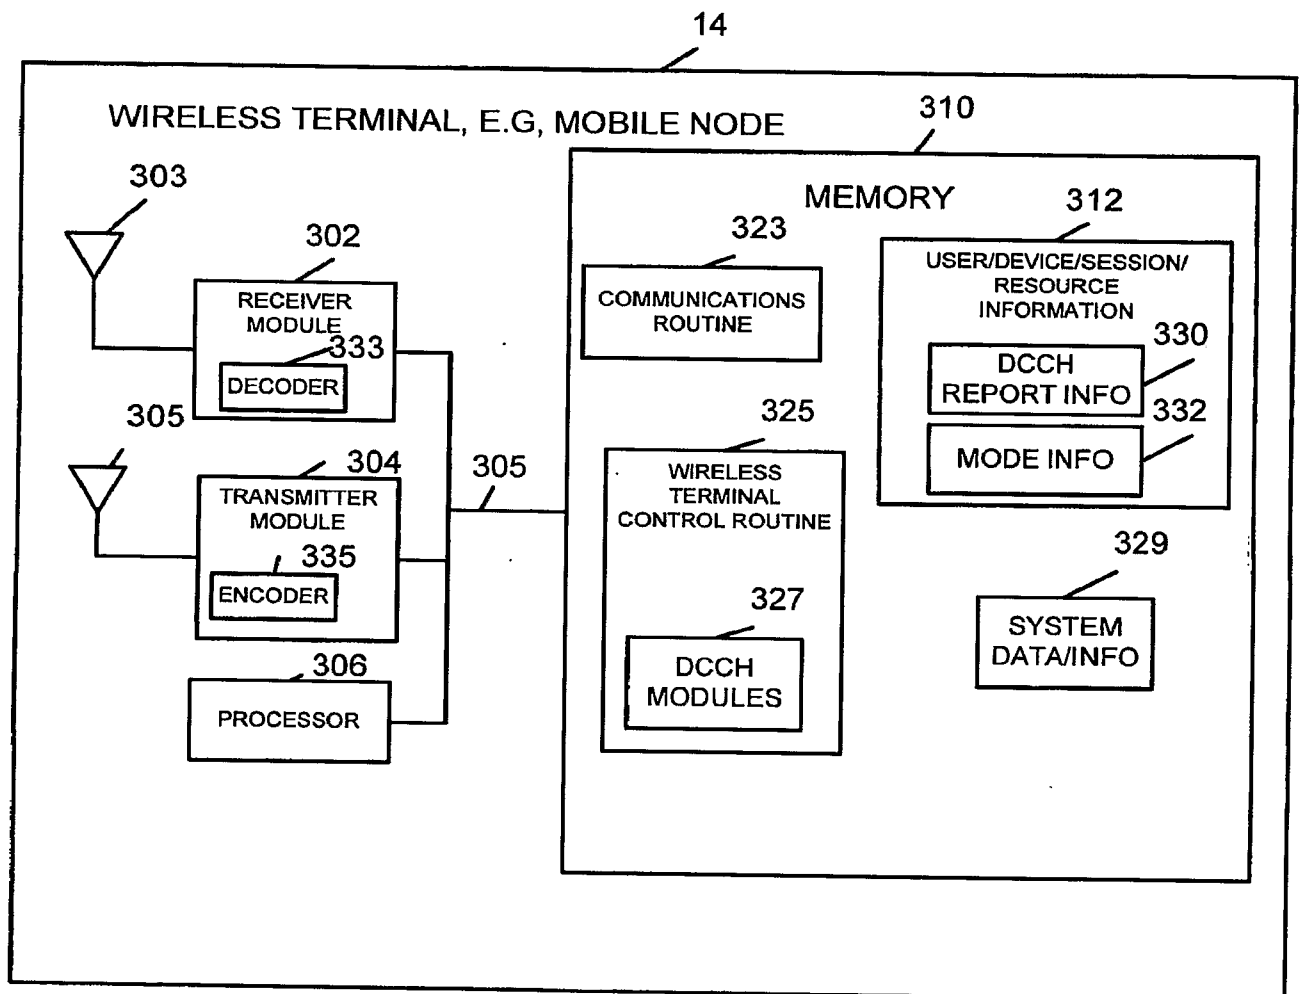 14
WIRELESS TERMINAL, E.G, MOBILE NODE
310
303
MEMORY
302
RECEIVER
MODULE
333
DECODER
305
304
TRANSMITTER
MODULE
335
ENCODER
306
PROCESSOR
305
323
COMMUNICATIONS
ROUTINE
325
WIRELESS
TERMINAL
CONTROL ROUTINE
327
DCCH
MODULES
312
USER/DEVICE/SESSION/
RESOURCE
INFORMATION
330
DCCH
REPORT INFO
332
MODE INFO
329
SYSTEM
DATA/INFO